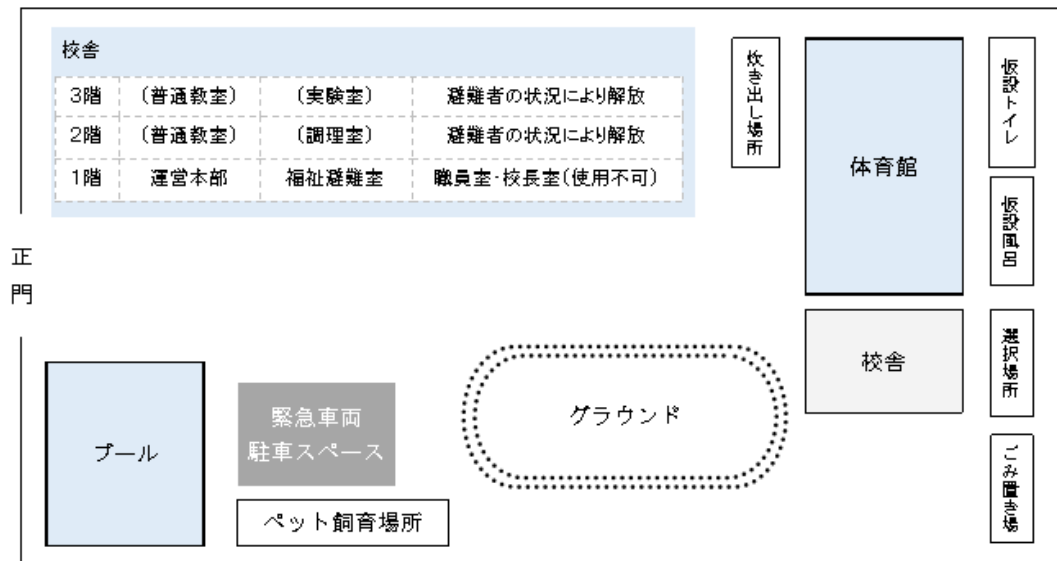 校舎
3階 (普通教室) (実験室) 避難者の状況により解放
2階 (普通教室) (調理室) 避難者の状況により解放
1階 運営本部 福祉避難室 職員室・校長室(使用不可)
炊き出し場所
体育館
仮設トイレ
仮設風呂
正門
校舎
選択場所
プール
緊急車両
駐車スペース
グラウンド
ごみ置き場
ペット飼育場所